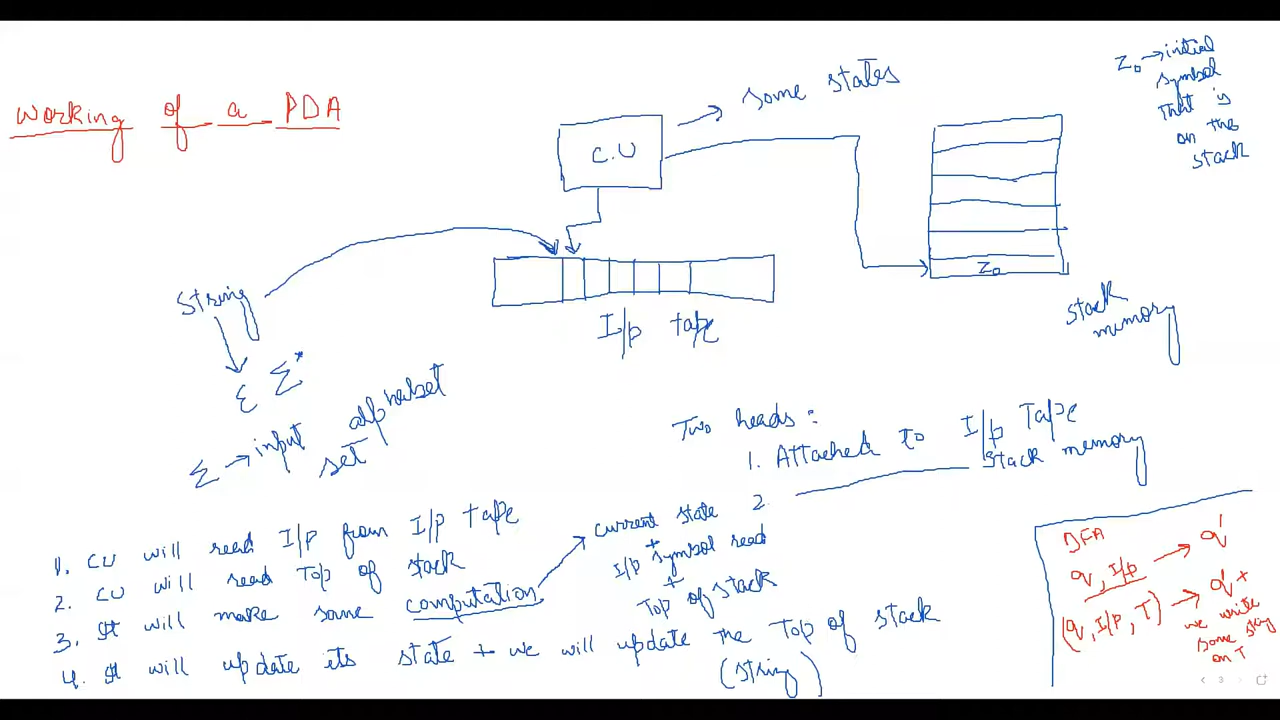 Working of a PDA
C.U
some states
Z₀ → initial
symbol
that is
on the
stack
Z₀
stack
memory
String
I/p tape
ε Σ*
Σ → input alphabet
set
Two heads:
1. Attached to I/p Tape
2. stack memory
1. CU will read I/p from I/p tape
2. CU will read Top of stack
3. It will make some computation
4. It will update its state + we will update the Top of stack
(string)
current state
+
I/p symbol read
+
Top of stack
DFA
q, I/p → q'
(q, I/p, T) → q' +
we write
some
on T
3